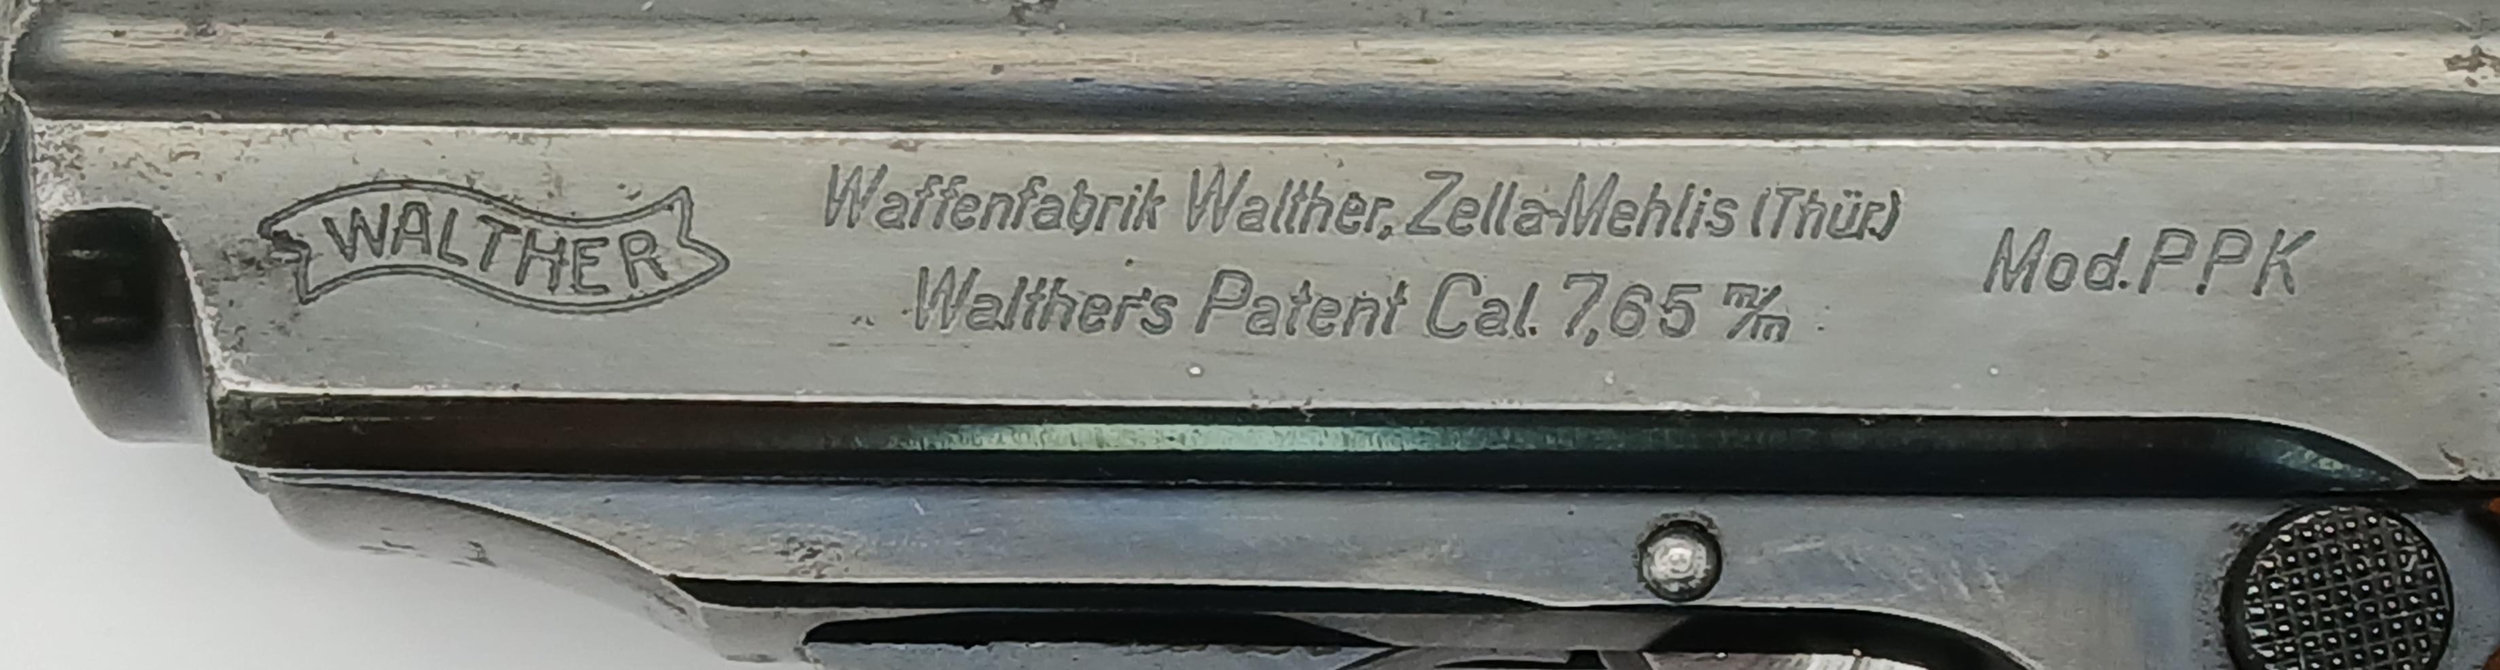 WALTHER
Waffenfabrik Walther, Zella-Mehlis (Thür.)
Walther's Patent Cal. 7,65 m/m
Mod. PPK